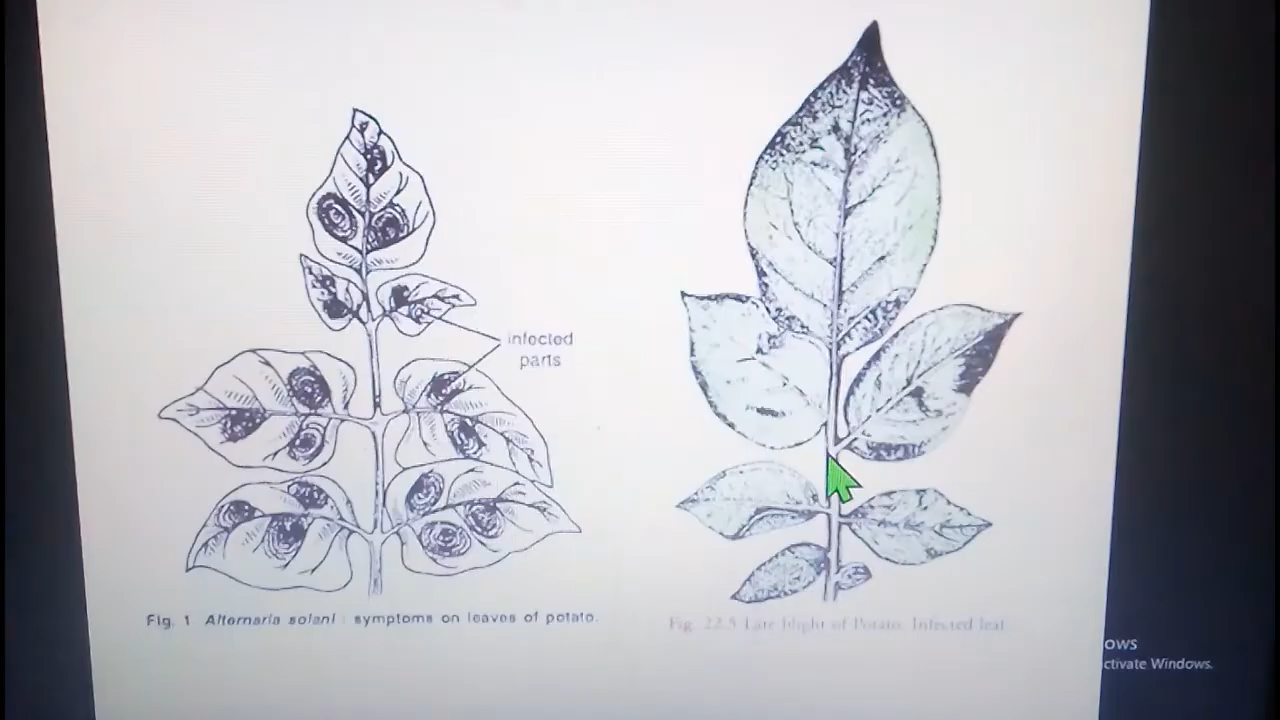 infected
parts
Fig. 1 Alternaria solani : symptoms on leaves of potato.
Fig. 22.5 Late blight of Potato. Infected leaf
ows
ctivate Windows.